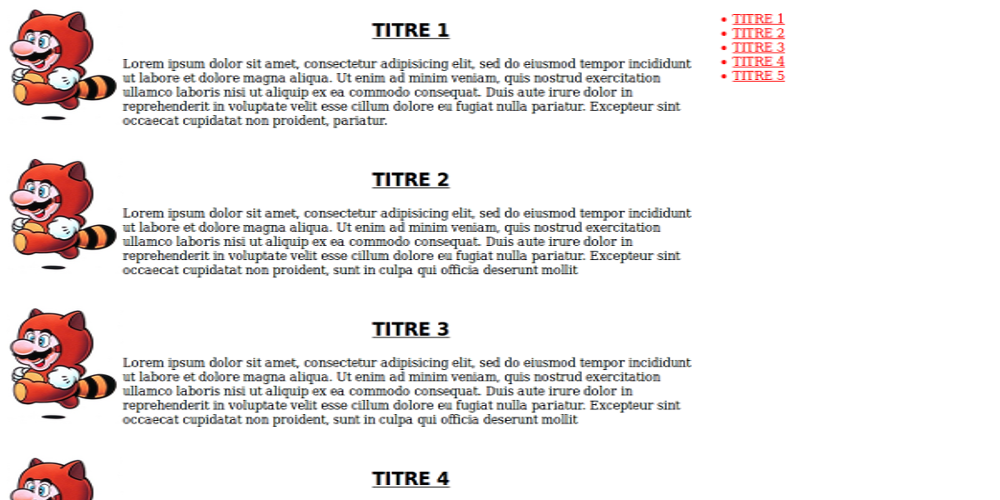 TITRE 1
Lorem ipsum dolor sit amet, consectetur adipisicing elit, sed do eiusmod tempor incididunt
ut labore et dolore magna aliqua. Ut enim ad minim veniam, quis nostrud exercitation
ullamco laboris nisi ut aliquip ex ea commodo consequat. Duis aute irure dolor in
reprehenderit in voluptate velit esse cillum dolore eu fugiat nulla pariatur. Excepteur sint
occaecat cupidatat non proident, pariatur.
TITRE 2
Lorem ipsum dolor sit amet, consectetur adipisicing elit, sed do eiusmod tempor incididunt
ut labore et dolore magna aliqua. Ut enim ad minim veniam, quis nostrud exercitation
ullamco laboris nisi ut aliquip ex ea commodo consequat. Duis aute irure dolor in
reprehenderit in voluptate velit esse cillum dolore eu fugiat nulla pariatur. Excepteur sint
occaecat cupidatat non proident, sunt in culpa qui officia deserunt mollit
TITRE 3
Lorem ipsum dolor sit amet, consectetur adipisicing elit, sed do eiusmod tempor incididunt
ut labore et dolore magna aliqua. Ut enim ad minim veniam, quis nostrud exercitation
ullamco laboris nisi ut aliquip ex ea commodo consequat. Duis aute irure dolor in
reprehenderit in voluptate velit esse cillum dolore eu fugiat nulla pariatur. Excepteur sint
occaecat cupidatat non proident, sunt in culpa qui officia deserunt mollit
TITRE 4
• TITRE 1
• TITRE 2
• TITRE 3
• TITRE 4
• TITRE 5